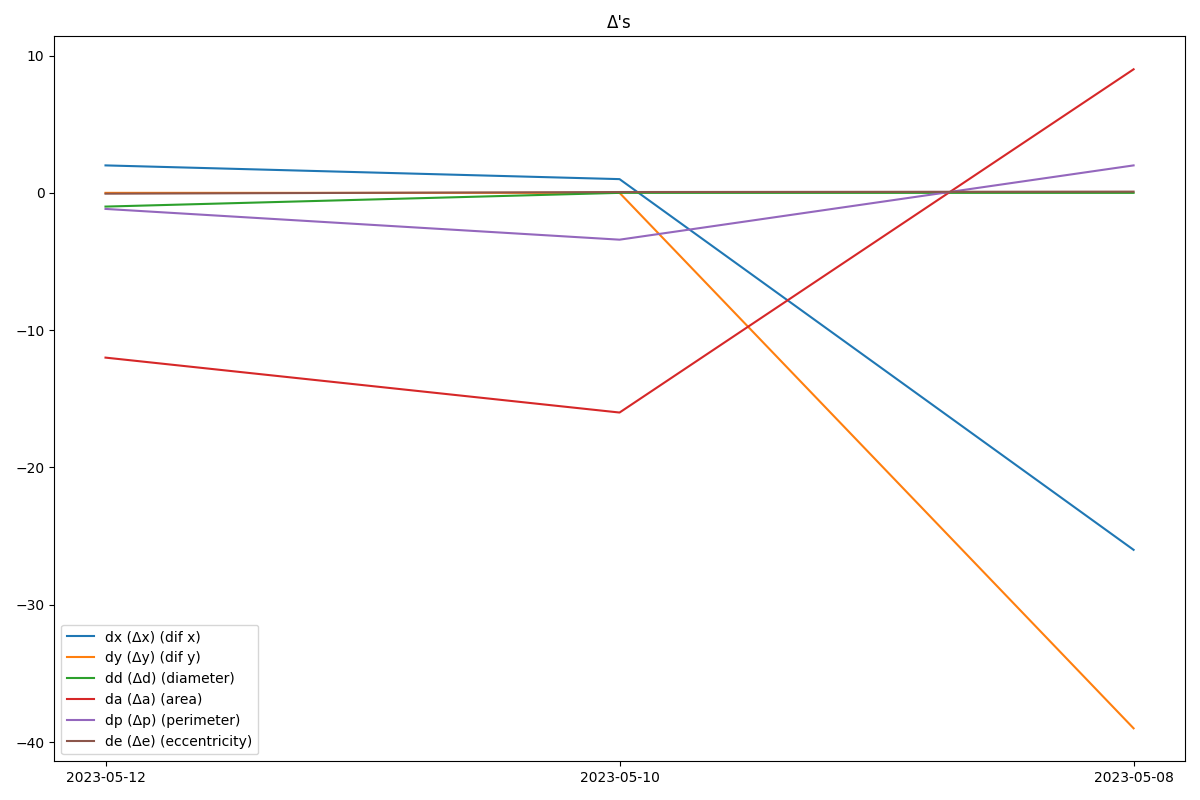 Δ's
10
0
−10
−20
−30
−40
dx (Δx) (dif x)
dy (Δy) (dif y)
dd (Δd) (diameter)
da (Δa) (area)
dp (Δp) (perimeter)
de (Δe) (eccentricity)
2023-05-12
2023-05-10
2023-05-08